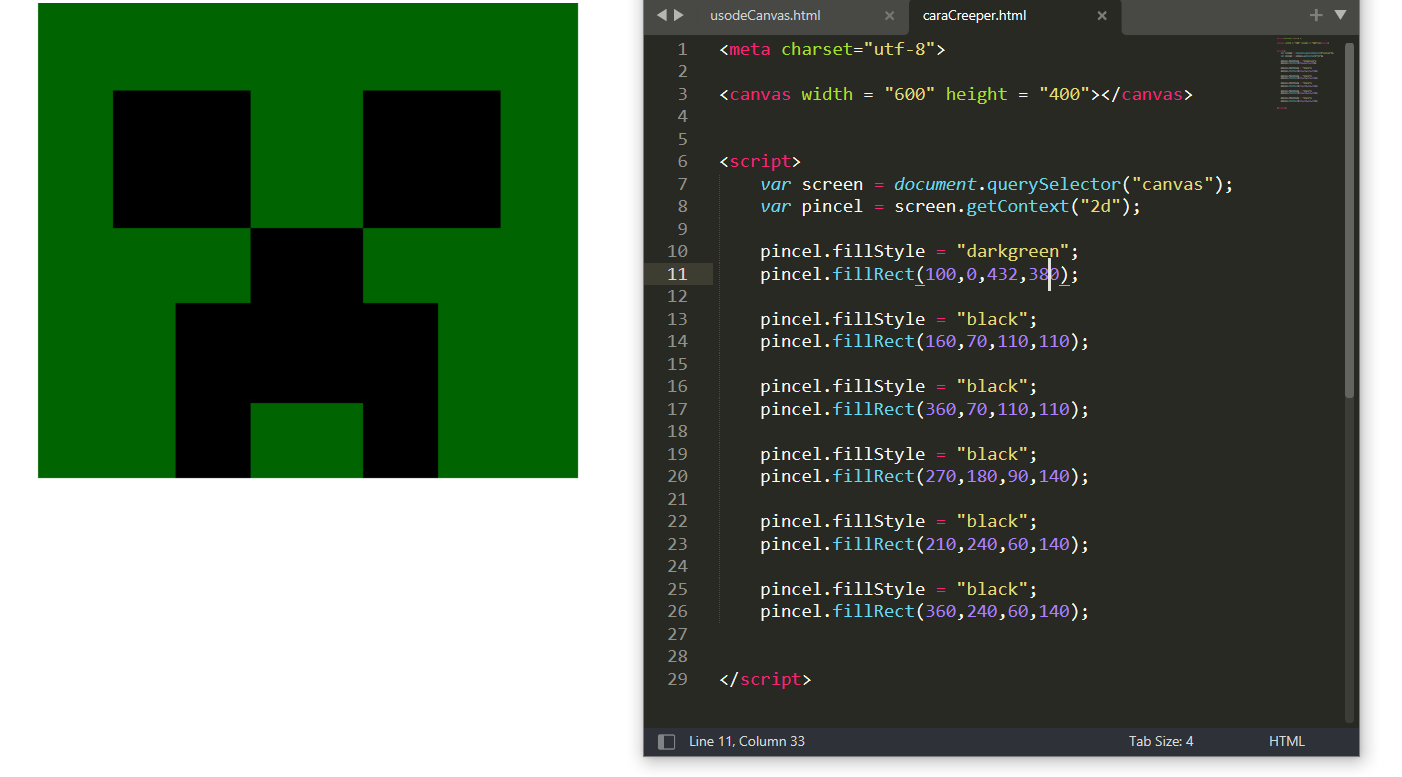 usodeCanvas.html × caraCreeper.html × +
1 <meta charset="utf-8">
2
3 <canvas width = "600" height = "400"></canvas>
4
5
6 <script>
7 var screen = document.querySelector("canvas");
8 var pincel = screen.getContext("2d");
9
10 pincel.fillStyle = "darkgreen";
11 pincel.fillRect(100,0,432,380);
12
13 pincel.fillStyle = "black";
14 pincel.fillRect(160,70,110,110);
15
16 pincel.fillStyle = "black";
17 pincel.fillRect(360,70,110,110);
18
19 pincel.fillStyle = "black";
20 pincel.fillRect(270,180,90,140);
21
22 pincel.fillStyle = "black";
23 pincel.fillRect(210,240,60,140);
24
25 pincel.fillStyle = "black";
26 pincel.fillRect(360,240,60,140);
27
28
29 </script>
Line 11, Column 33 Tab Size: 4 HTML